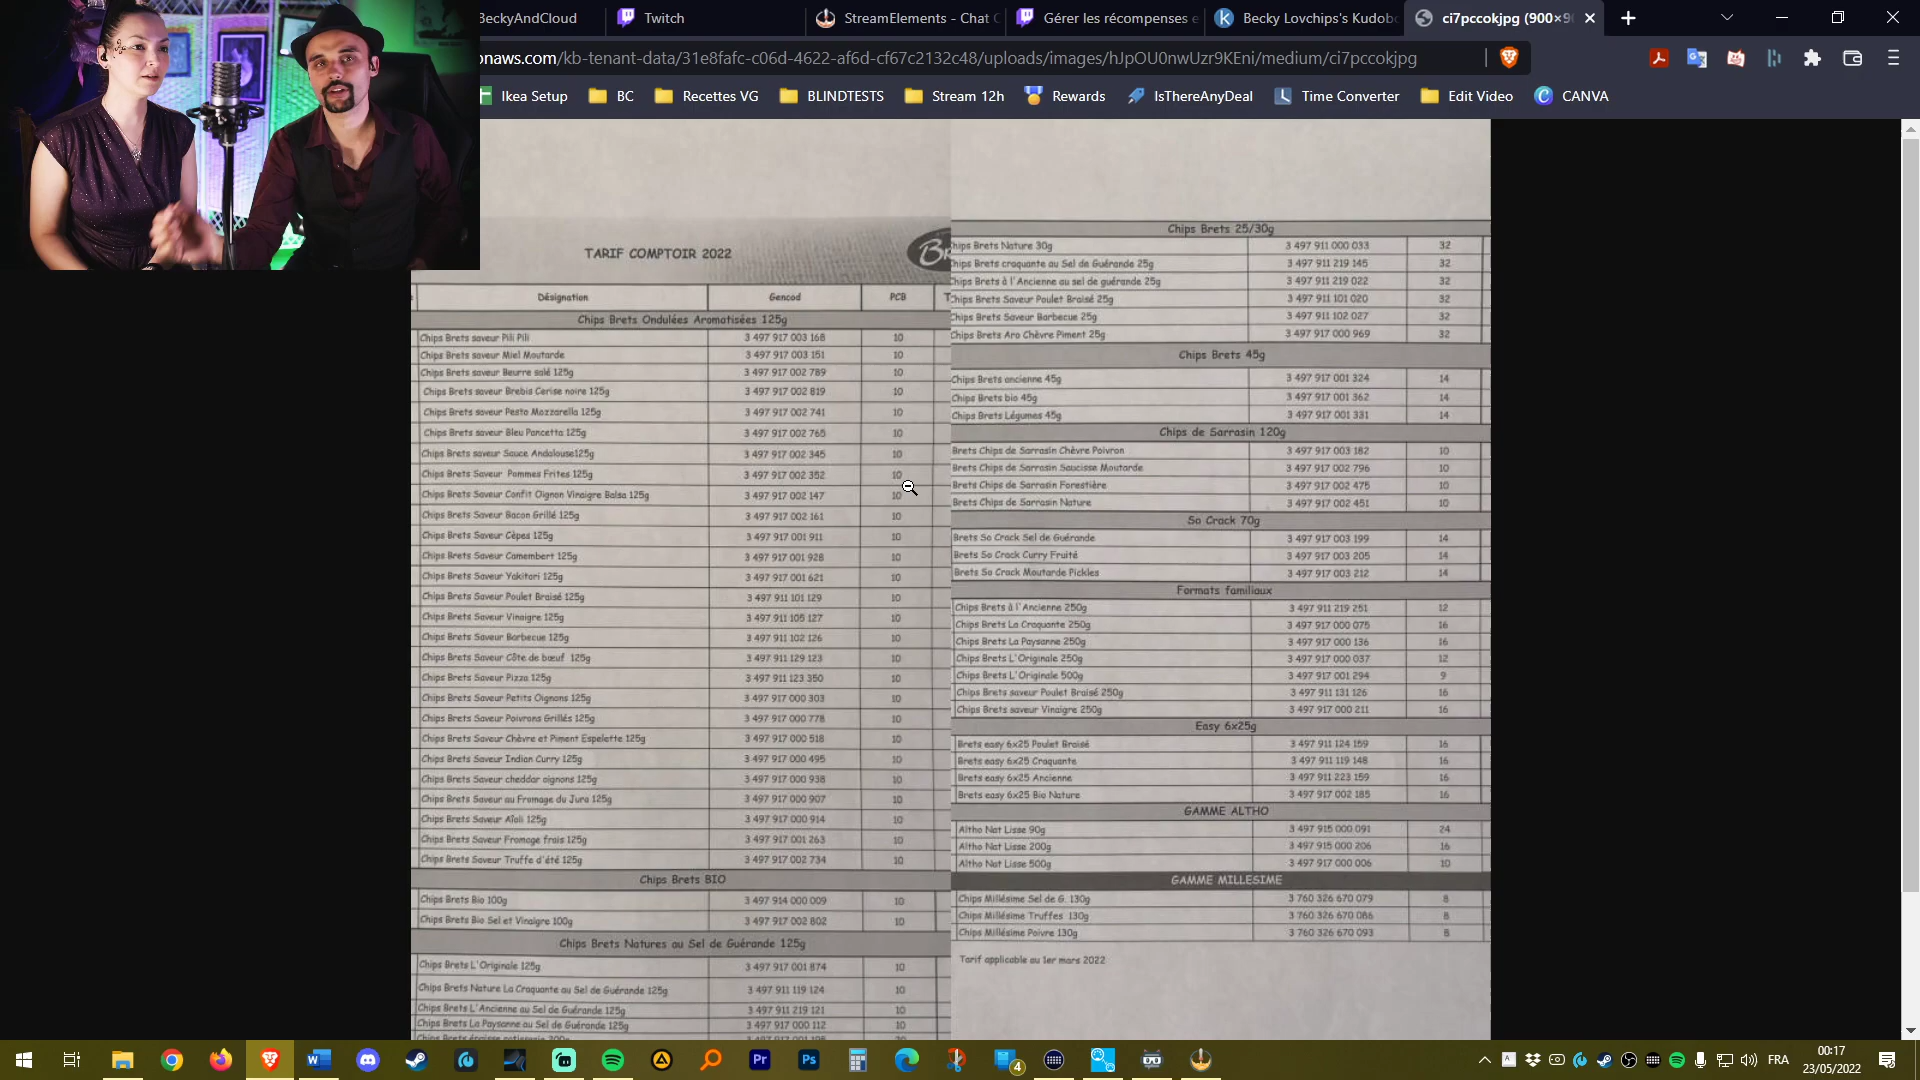 BeckyAndCloud
Twitch
StreamElements - Chat C
Gérer les récompenses e
Becky Lovchips's Kudob
ci7pccokjpg (900×9
onaws.com/kb-tenant-data/31e8fafc-c06d-4622-af6d-cf67c2132c48/uploads/images/hJpOU0nwUzr9KEni/medium/ci7pccokjpg
Ikea Setup
BC
Recettes VG
BLINDTESTS
Stream 12h
Rewards
IsThereAnyDeal
Time Converter
Edit Video
CANVA
TARIF COMPTOIR 2022
Désignation Gencod PCB
Chips Brets Ondulées Aromatisées 125g
Chips Brets saveur Pili Pili 3 497 917 003 168 10
Chips Brets saveur Miel Moutarde 3 497 917 003 151 10
Chips Brets saveur Beurre salé 125g 3 497 917 002 789 10
Chips Brets saveur Brebis Cerise noire 125g 3 497 917 002 819 10
Chips Brets saveur Pesto Mozzarella 125g 3 497 917 002 741 10
Chips Brets saveur Bleu Pancetta 125g 3 497 917 002 765 10
Chips Brets saveur Sauce Andalouse125g 3 497 917 002 345 10
Chips Brets Saveur Pommes Frites 125g 3 497 917 002 352 10
Chips Brets Saveur Confit Oignon Vinaigre Balsa 125g 3 497 917 002 147 10
Chips Brets Saveur Bacon Grillé 125g 3 497 917 002 161 10
Chips Brets Saveur Cèpes 125g 3 497 917 001 911 10
Chips Brets Saveur Camembert 125g 3 497 917 001 928 10
Chips Brets Saveur Yakitori 125g 3 497 917 001 621 10
Chips Brets Saveur Poulet Braisé 125g 3 497 911 101 129 10
Chips Brets Saveur Vinaigre 125g 3 497 911 105 127 10
Chips Brets Saveur Barbecue 125g 3 497 911 102 126 10
Chips Brets Saveur Côte de bœuf 125g 3 497 911 129 123 10
Chips Brets Saveur Pizza 125g 3 497 911 123 350 10
Chips Brets Saveur Petits Oignons 125g 3 497 917 000 303 10
Chips Brets Saveur Poivrons Grillés 125g 3 497 917 000 778 10
Chips Brets Saveur Chèvre et Piment Espelette 125g 3 497 917 000 518 10
Chips Brets Saveur Indian Curry 125g 3 497 917 000 495 10
Chips Brets Saveur cheddar oignons 125g 3 497 917 000 938 10
Chips Brets Saveur au Fromage du Jura 125g 3 497 917 000 907 10
Chips Brets Saveur Aïoli 125g 3 497 917 000 914 10
Chips Brets Saveur Fromage frais 125g 3 497 917 001 263 10
Chips Brets Saveur Truffe d'été 125g 3 497 917 002 734 10
Chips Brets BIO
Chips Brets Bio 100g 3 497 914 000 009 10
Chips Brets Bio Sel et Vinaigre 100g 3 497 917 002 802 10
Chips Brets Natures au Sel de Guérande 125g
Chips Brets L'Originale 125g 3 497 917 001 874 10
Chips Brets Nature La Craquante au Sel de Guérande 125g 3 497 911 119 124 10
Chips Brets L'Ancienne au Sel de Guérande 125g 3 497 911 219 121 10
Chips Brets La Paysanne au Sel de Guérande 125g 3 497 917 000 112 10
Chips Brets 25/30g
hips Brets Nature 30g 3 497 911 000 033 32
hips Brets craquante au Sel de Guérande 25g 3 497 911 219 145 32
hips Brets à l'Ancienne au sel de guérande 25g 3 497 911 219 022 32
hips Brets Saveur Poulet Braisé 25g 3 497 911 101 020 32
hips Brets Saveur Barbecue 25g 3 497 911 102 027 32
hips Brets Aro Chèvre Piment 25g 3 497 917 000 969 32
Chips Brets 45g
Chips Brets ancienne 45g 3 497 917 001 324 14
Chips Brets bio 45g 3 497 917 001 362 14
Chips Brets Légumes 45g 3 497 917 001 331 14
Chips de Sarrasin 120g
Brets Chips de Sarrasin Chèvre Poivron 3 497 917 003 182 10
Brets Chips de Sarrasin Saucisse Moutarde 3 497 917 002 796 10
Brets Chips de Sarrasin Forestière 3 497 917 002 475 10
Brets Chips de Sarrasin Nature 3 497 917 002 451 10
So Crack 70g
Brets So Crack Sel de Guérande 3 497 917 003 199 14
Brets So Crack Curry Fruité 3 497 917 003 205 14
Brets So Crack Moutarde Pickles 3 497 917 003 212 14
Formats familiaux
Chips Brets à l'Ancienne 250g 3 497 911 219 251 12
Chips Brets La Craquante 250g 3 497 917 000 075 16
Chips Brets La Paysanne 250g 3 497 917 000 136 16
Chips Brets L'Originale 250g 3 497 917 000 037 12
Chips Brets L'Originale 500g 3 497 917 001 294 9
Chips Brets saveur Poulet Braisé 250g 3 497 911 131 126 16
Chips Brets saveur Vinaigre 250g 3 497 917 000 211 16
Easy 6x25g
Brets easy 6x25 Poulet Braisé 3 497 911 124 159 16
Brets easy 6x25 Craquante 3 497 911 119 148 16
Brets easy 6x25 Ancienne 3 497 911 223 159 16
Brets easy 6x25 Bio Nature 3 497 917 002 185 16
GAMME ALTHO
Altho Nat Lisse 90g 3 497 915 000 091 24
Altho Nat Lisse 200g 3 497 915 000 206 16
Altho Nat Lisse 500g 3 497 917 000 006 10
GAMME MILLESIME
Chips Millésime Sel de G. 130g 3 760 326 670 079 8
Chips Millésime Truffes 130g 3 760 326 670 086 8
Chips Millésime Poivre 130g 3 760 326 670 093 8
Tarif applicable au 1er mars 2022
Pr
Ps
4
FRA
00:17
23/05/2022